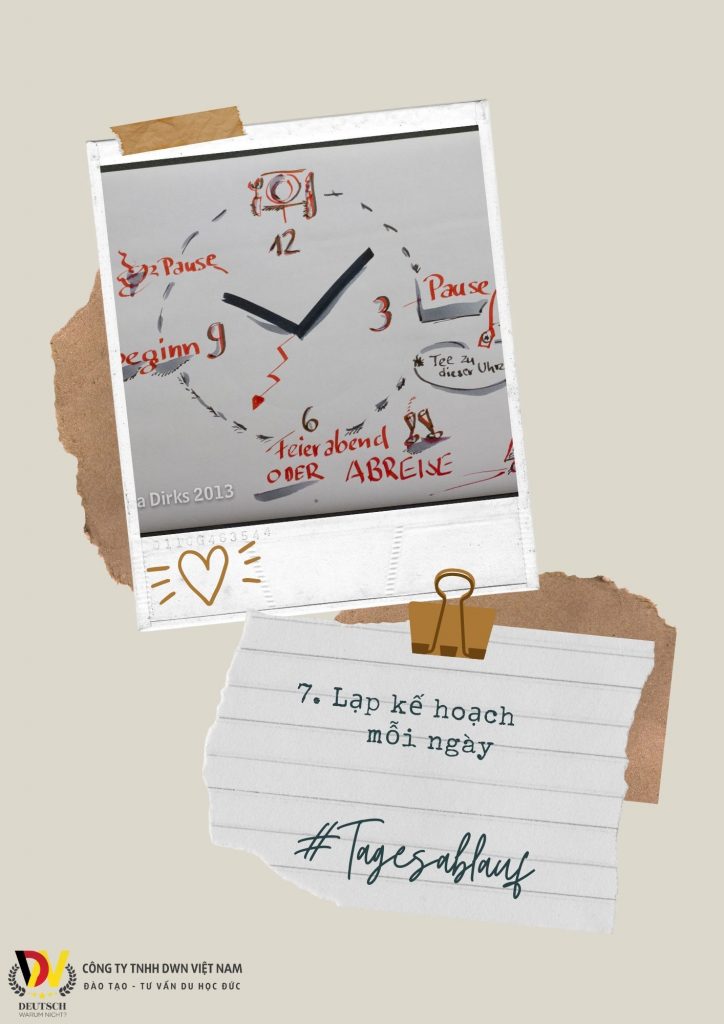 12
Pause
Pause
3
9
beginn
* Tee zu
dieser Uhrz
6
Feierabend
ODER ABREISE
a Dirks 2013
0110G463544
7. Lạp kế hoạch
mỗi ngày
#Tagesablauf
DV
DEUTSCH
WARUM NICHT?
CÔNG TY TNHH DWN VIỆT NAM
ĐÀO TẠO - TƯ VẤN DU HỌC ĐỨC